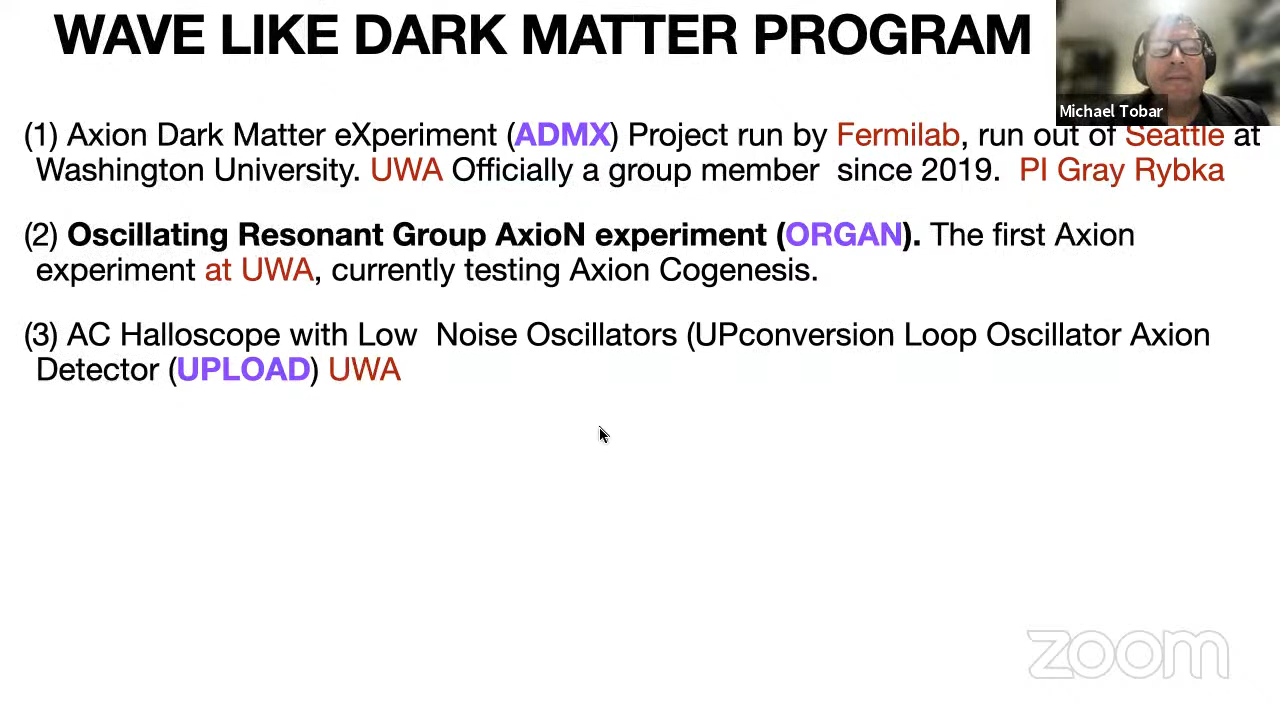 WAVE LIKE DARK MATTER PROGRAM
Michael Tobar
(1) Axion Dark Matter eXperiment (ADMX) Project run by Fermilab, run out of Seattle at
Washington University. UWA Officially a group member since 2019. PI Gray Rybka
(2) Oscillating Resonant Group AxioN experiment (ORGAN). The first Axion
experiment at UWA, currently testing Axion Cogenesis.
(3) AC Halloscope with Low Noise Oscillators (UPconversion Loop Oscillator Axion
Detector (UPLOAD) UWA
zoom